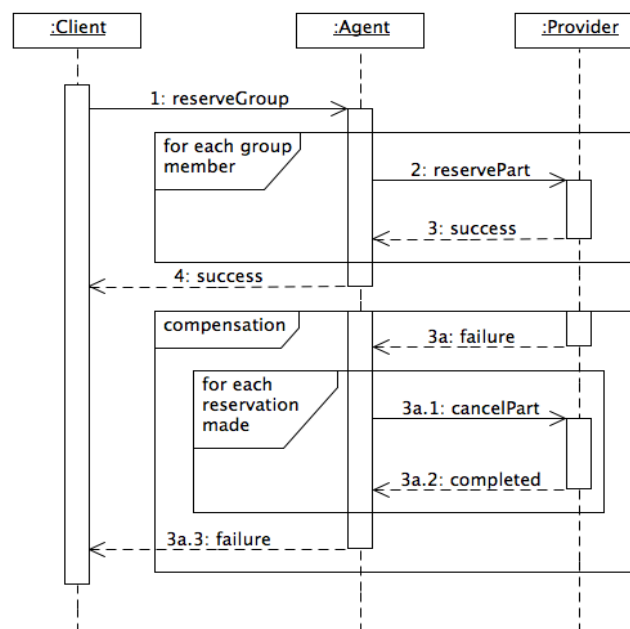 :Client
:Agent
:Provider
1: reserveGroup
for each group
member
2: reservePart
3: success
4: success
compensation
3a: failure
for each
reservation
made
3a.1: cancelPart
3a.2: completed
3a.3: failure